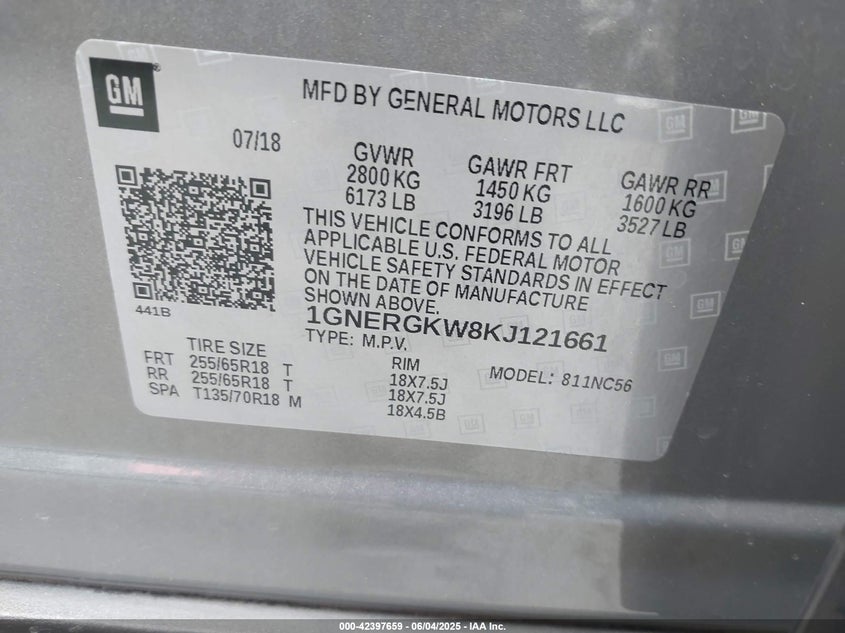 GM
MFD BY GENERAL MOTORS LLC
07/18
GVWR
2800 KG
6173 LB
GAWR FRT
1450 KG
3196 LB
GAWR RR
1600 KG
3527 LB
THIS VEHICLE CONFORMS TO ALL
APPLICABLE U.S. FEDERAL MOTOR
VEHICLE SAFETY STANDARDS IN EFFECT
ON THE DATE OF MANUFACTURE
SHOWN ABOVE.
441B
1GNERGKW8KJ121661
TYPE: M.P.V.
TIRE SIZE
RIM
MODEL: 811NC56
FRT 255/65R18 T 18X7.5J
RR 255/65R18 T 18X7.5J
SPA T135/70R18 M 18X4.5B
000-42397659 - 06/04/2025 - IAA Inc.